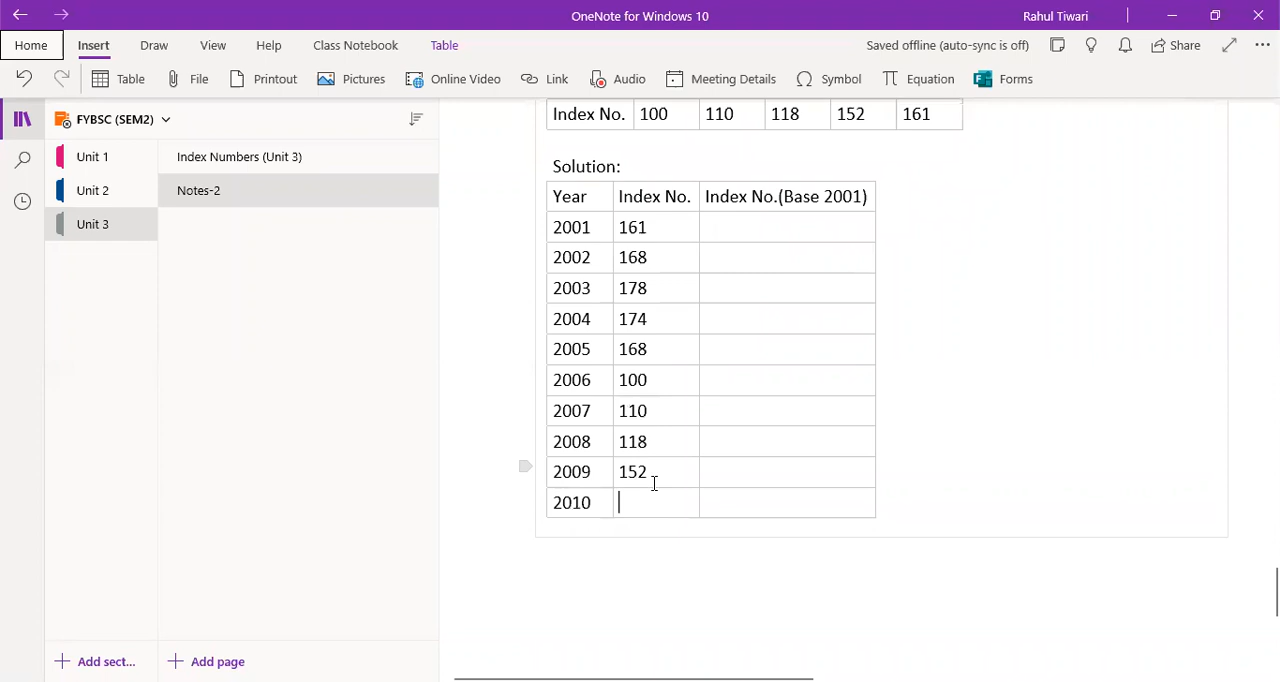 OneNote for Windows 10
Rahul Tiwari
Home Insert Draw View Help Class Notebook Table
Saved offline (auto-sync is off) Share
Table File Printout Pictures Online Video Link Audio Meeting Details Symbol Equation Forms
FYBSC (SEM2)
Unit 1
Unit 2
Unit 3
Index Numbers (Unit 3)
Notes-2
Index No. 100 110 118 152 161
Solution:
Year Index No. Index No.(Base 2001)
2001 161
2002 168
2003 178
2004 174
2005 168
2006 100
2007 110
2008 118
2009 152
2010
Add sect... Add page